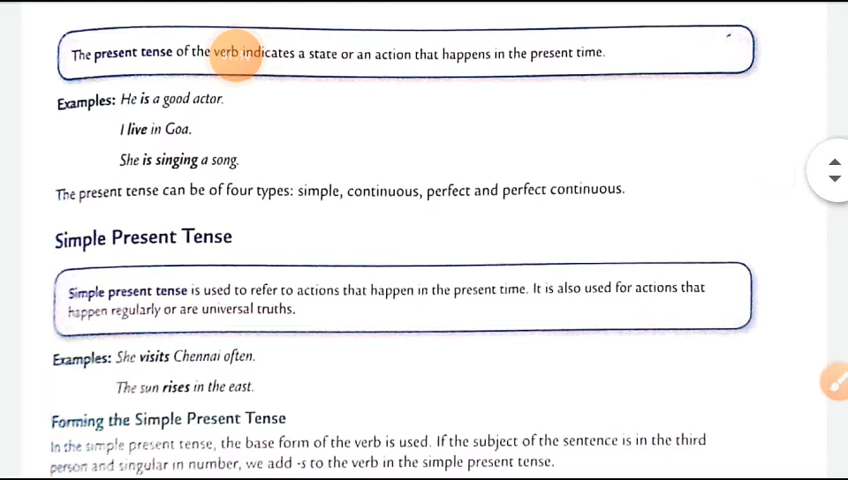 The present tense of the verb indicates a state or an action that happens in the present time.
Examples: He is a good actor.
I live in Goa.
She is singing a song.
The present tense can be of four types: simple, continuous, perfect and perfect continuous.
Simple Present Tense
Simple present tense is used to refer to actions that happen in the present time. It is also used for actions that
happen regularly or are universal truths.
Examples: She visits Chennai often.
The sun rises in the east.
Forming the Simple Present Tense
In the simple present tense, the base form of the verb is used. If the subject of the sentence is in the third
person and singular in number, we add -s to the verb in the simple present tense.